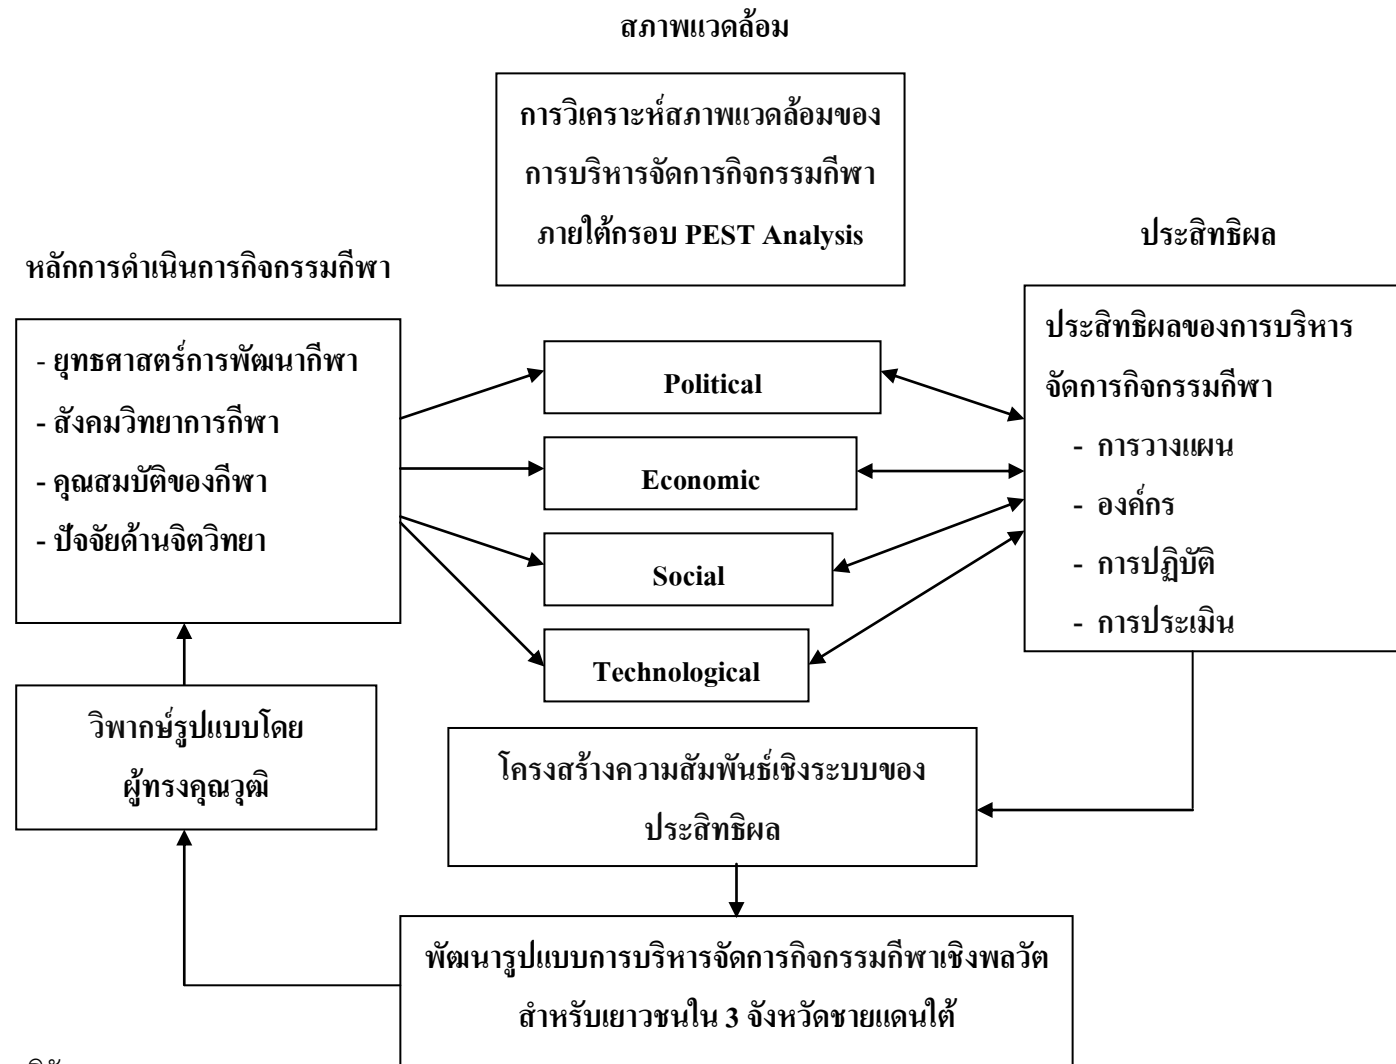 สภาพแวดล้อม
การวิเคราะห์สภาพแวดล้อมของ
การบริหารจัดการกิจกรรมกีฬา
ภายใต้กรอบ PEST Analysis
ประสิทธิผล
หลักการดำเนินการกิจกรรมกีฬา
- ยุทธศาสตร์การพัฒนากีฬา
- สังคมวิทยาการกีฬา
- คุณสมบัติของกีฬา
- ปัจจัยด้านจิตวิทยา
Political
Economic
Social
Technological
ประสิทธิผลของการบริหาร
จัดการกิจกรรมกีฬา
- การวางแผน
- องค์กร
- การปฏิบัติ
- การประเมิน
วิพากษ์รูปแบบโดย
ผู้ทรงคุณวุฒิ
โครงสร้างความสัมพันธ์เชิงระบบของ
ประสิทธิผล
พัฒนารูปแบบการบริหารจัดการกิจกรรมกีฬาเชิงพลวัต
สำหรับเยาวชนใน 3 จังหวัดชายแดนใต้